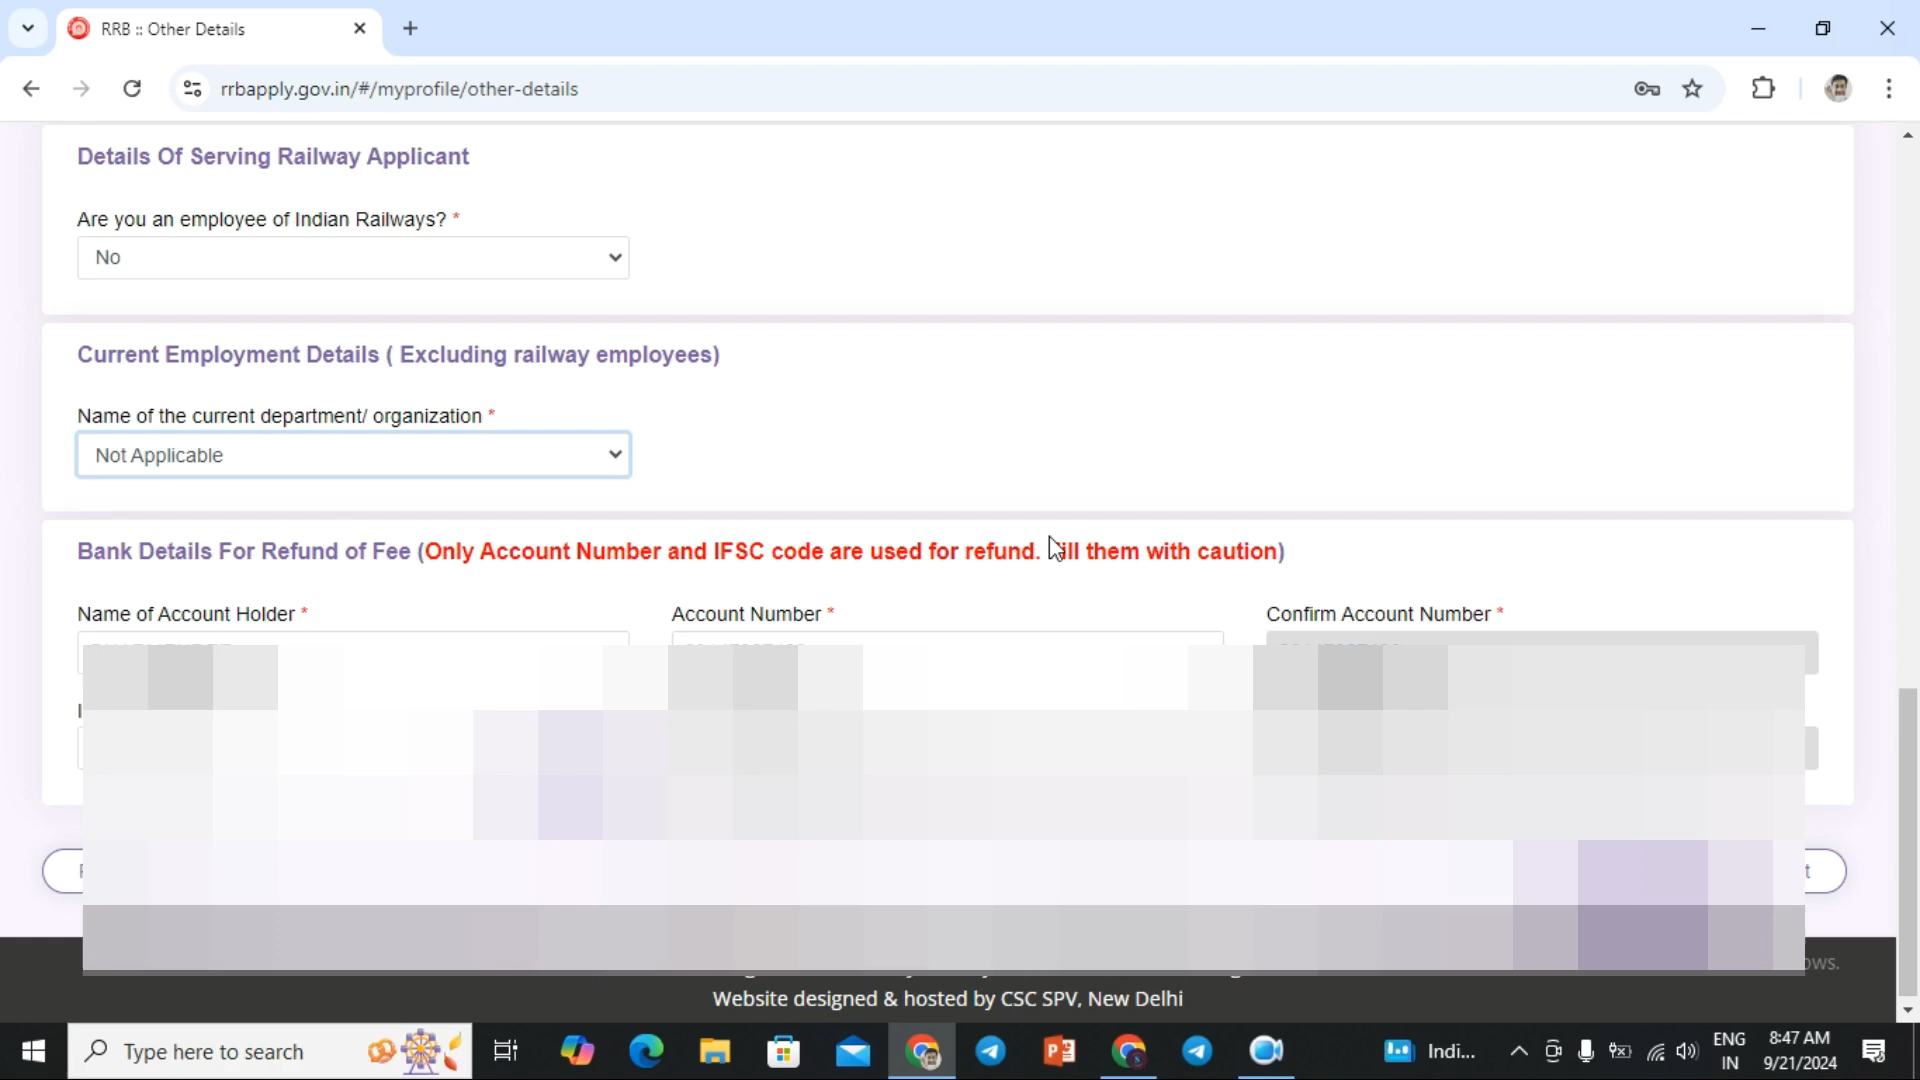 RRB :: Other Details
rrbapply.gov.in/#/myprofile/other-details
Details Of Serving Railway Applicant
Are you an employee of Indian Railways? *
No
Current Employment Details ( Excluding railway employees)
Name of the current department/ organization *
Not Applicable
Bank Details For Refund of Fee (Only Account Number and IFSC code are used for refund. Fill them with caution)
Name of Account Holder * Account Number * Confirm Account Number *
Website designed & hosted by CSC SPV, New Delhi
Type here to search
Indi...
ENG
IN
8:47 AM
9/21/2024